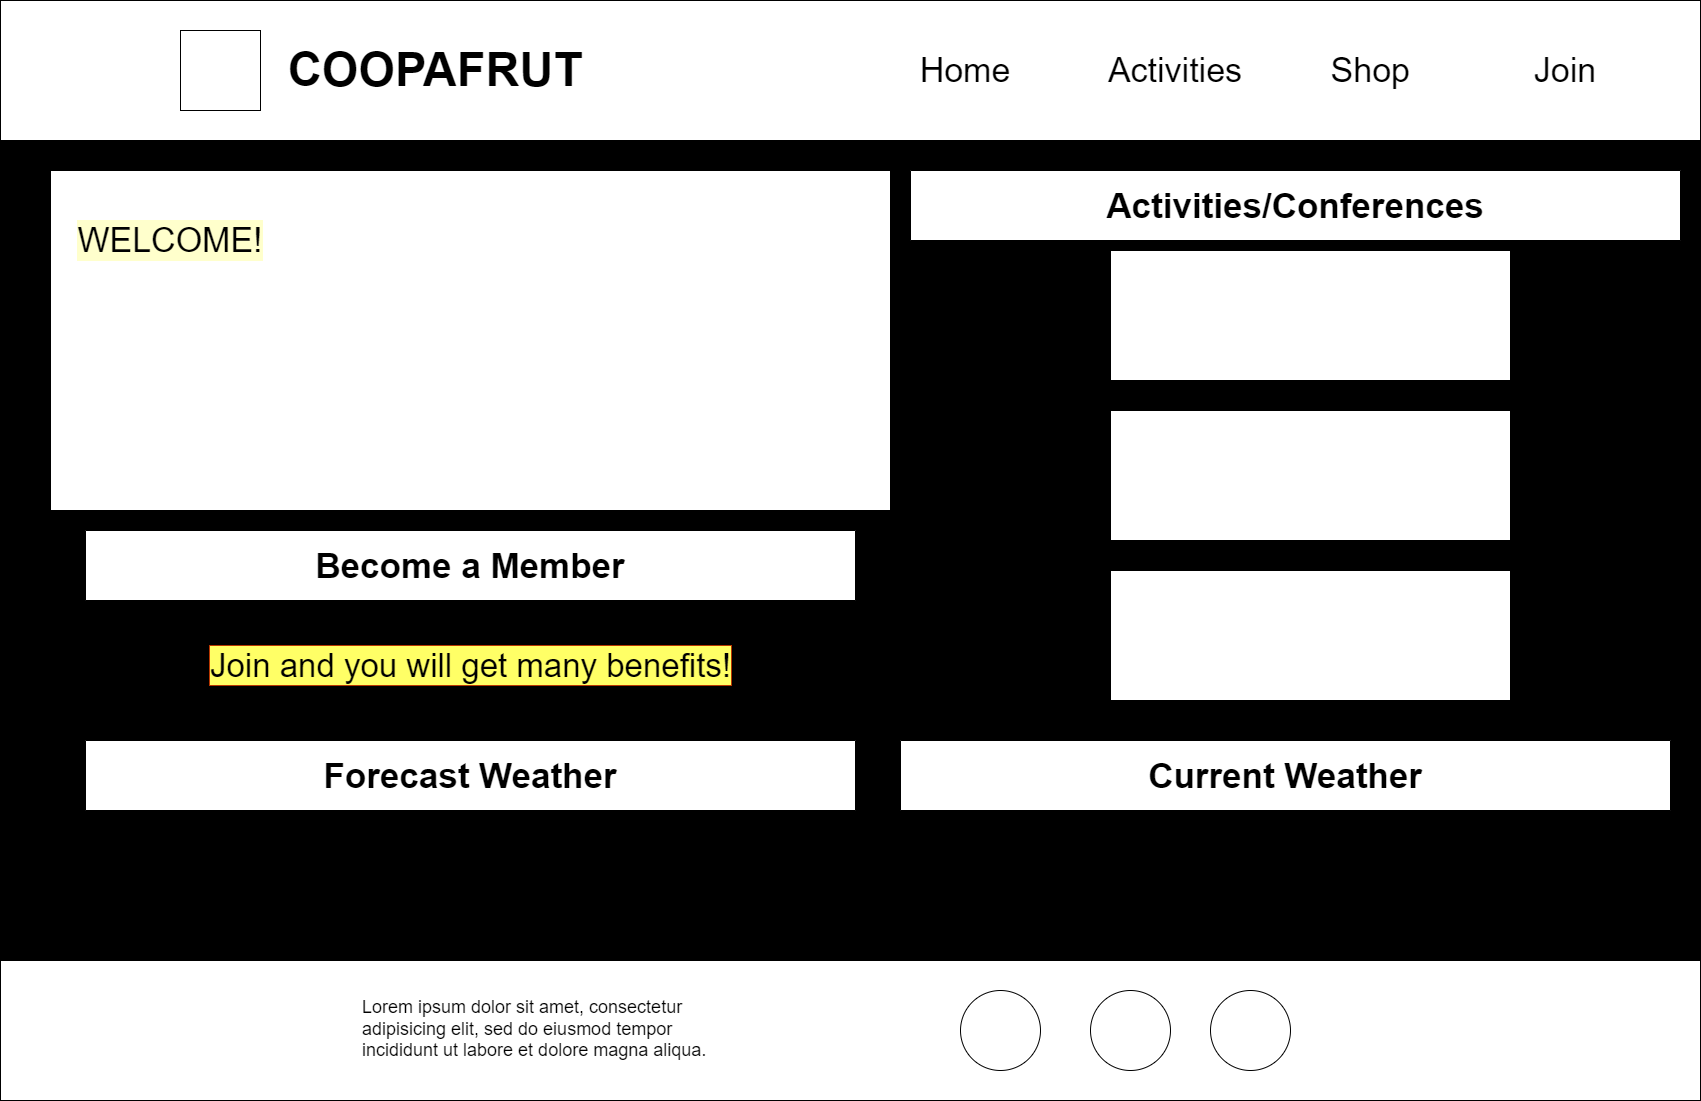 COOPAFRUT
Home
Activities
Shop
Join
WELCOME!
Activities/Conferences
Become a Member
Join and you will get many benefits!
Forecast Weather
Current Weather
Lorem ipsum dolor sit amet, consectetur
adipisicing elit, sed do eiusmod tempor
incididunt ut labore et dolore magna aliqua.